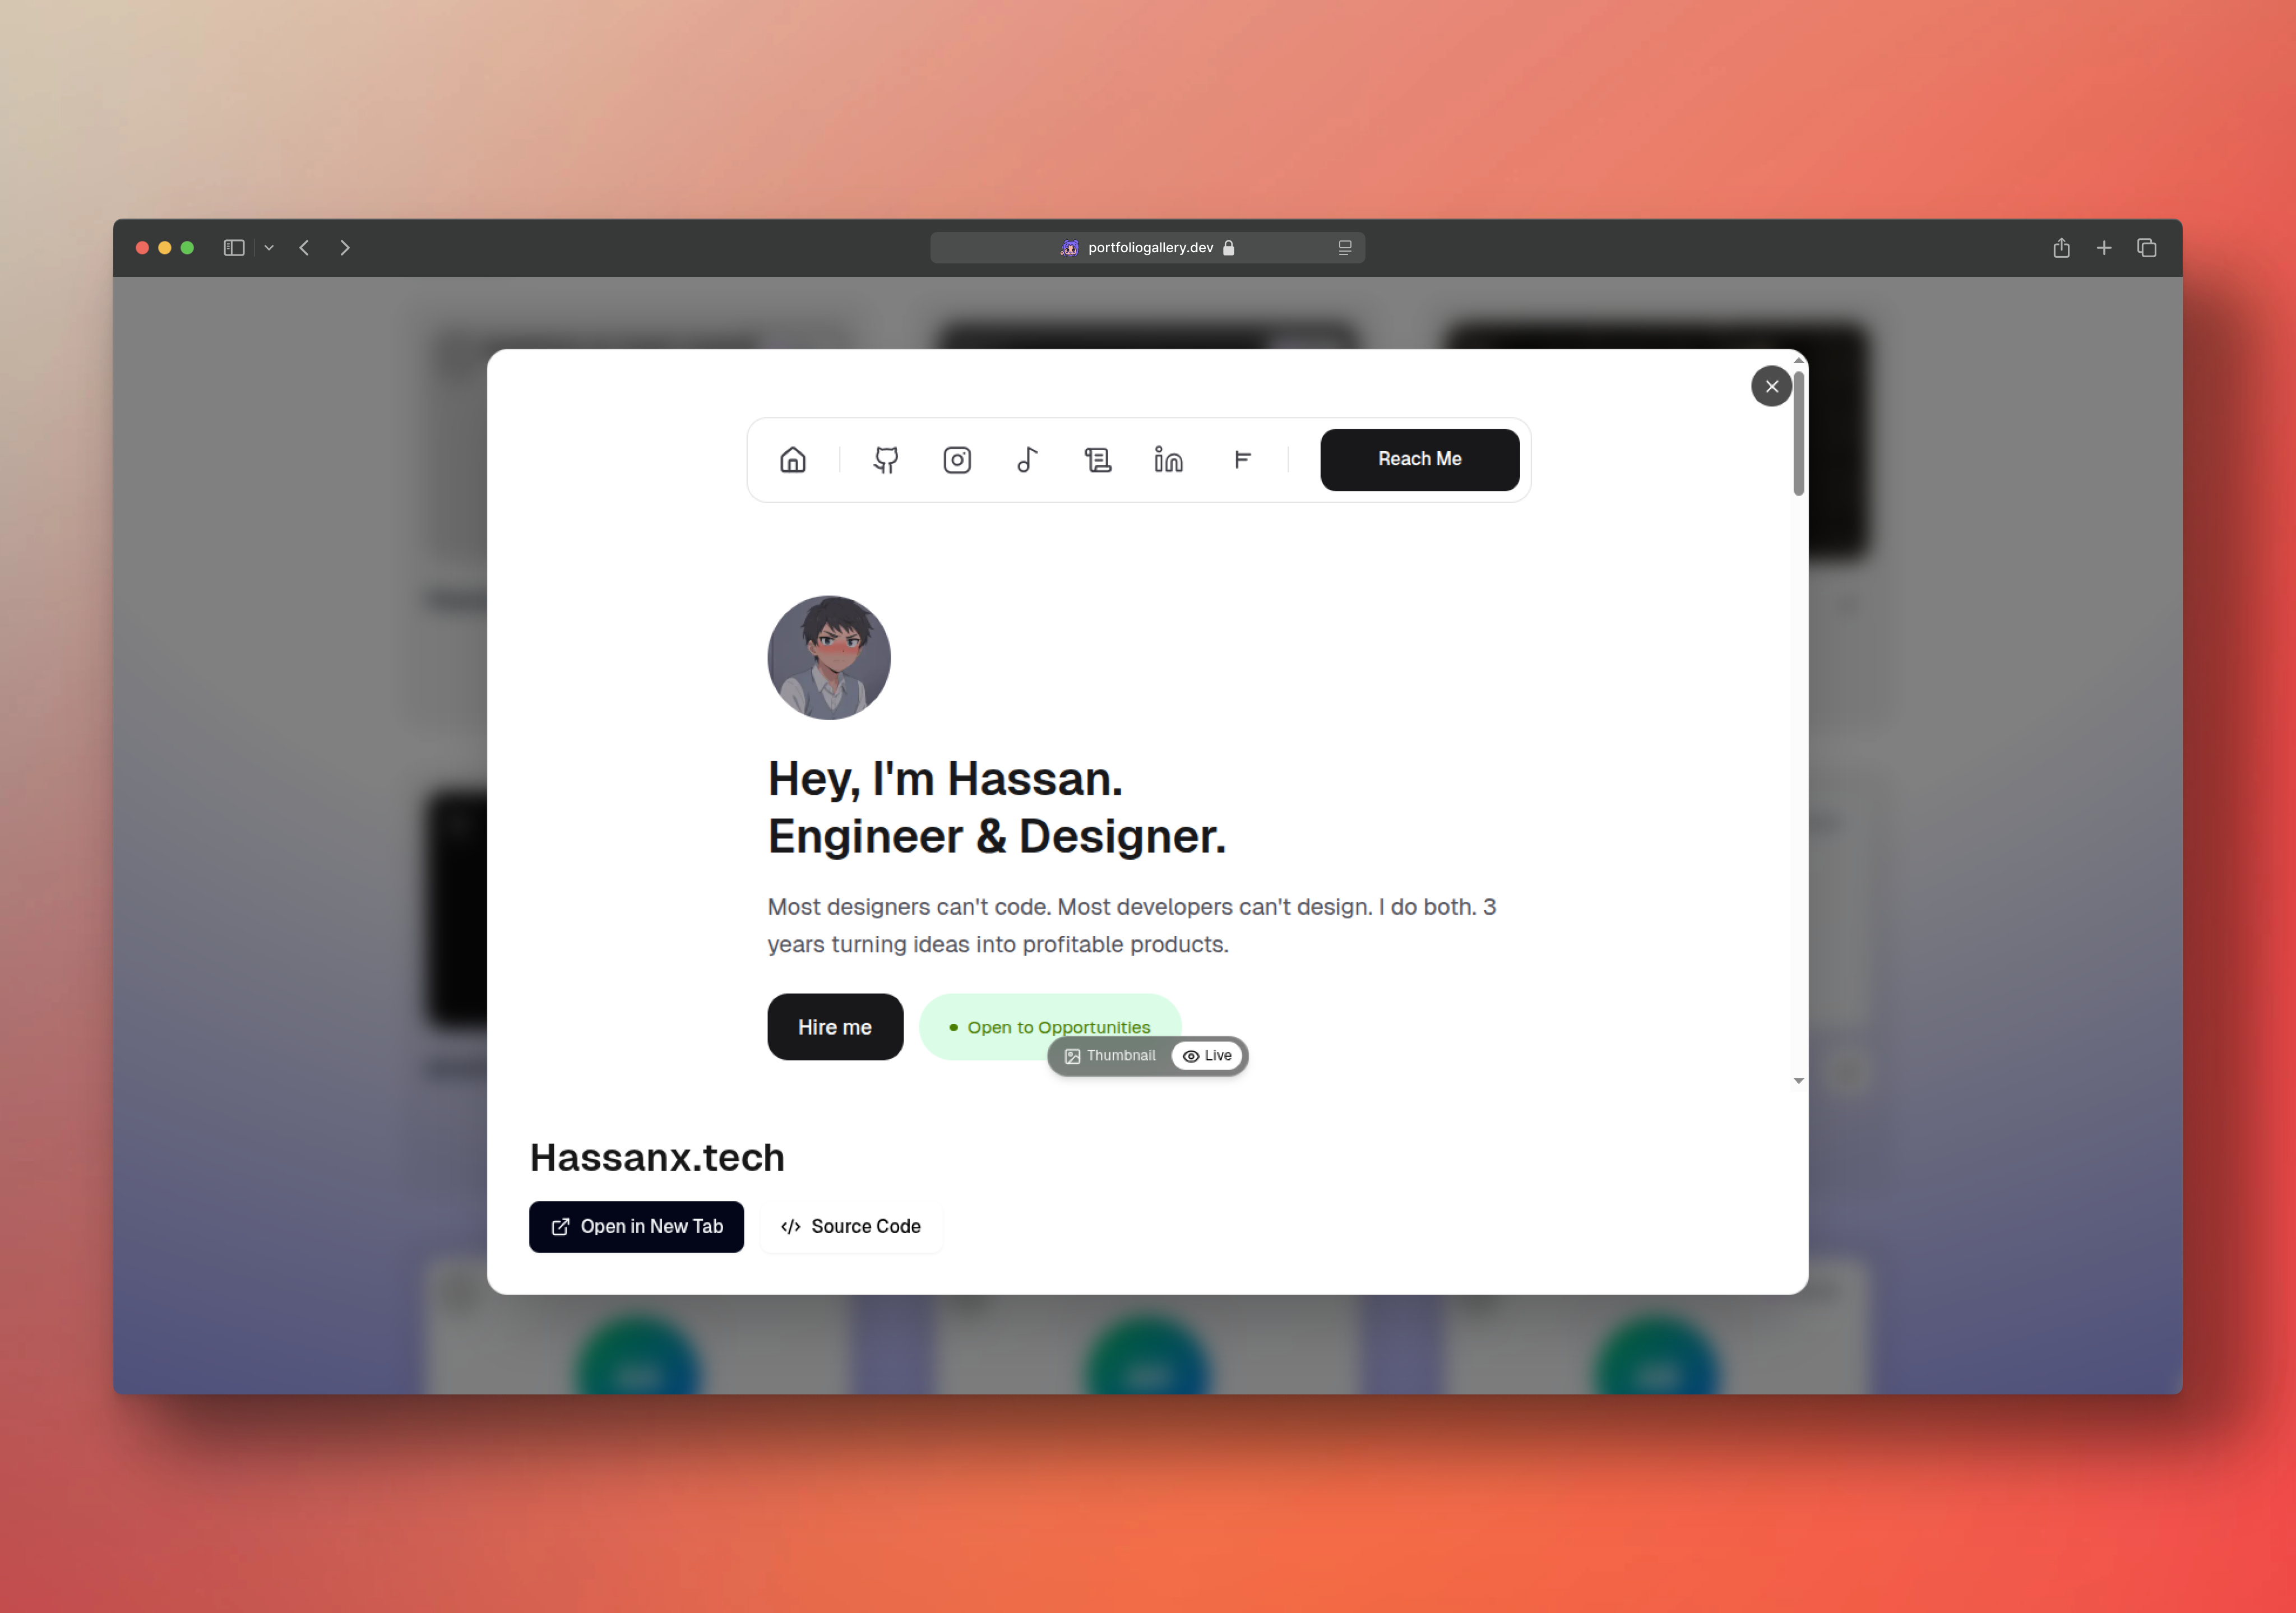 portfoliogallery.dev
Reach Me
Hey, I'm Hassan.
Engineer & Designer.
Most designers can't code. Most developers can't design. I do both. 3
years turning ideas into profitable products.
Hire me
Open to Opportunities
Thumbnail
Live
Hassanx.tech
Open in New Tab
Source Code